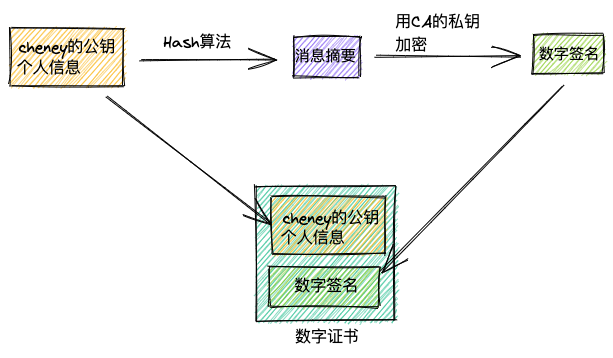 cheney的公钥
个人信息
Hash算法
消息摘要
用CA的私钥
加密
数字签名
cheney的公钥
个人信息
数字签名
数字证书